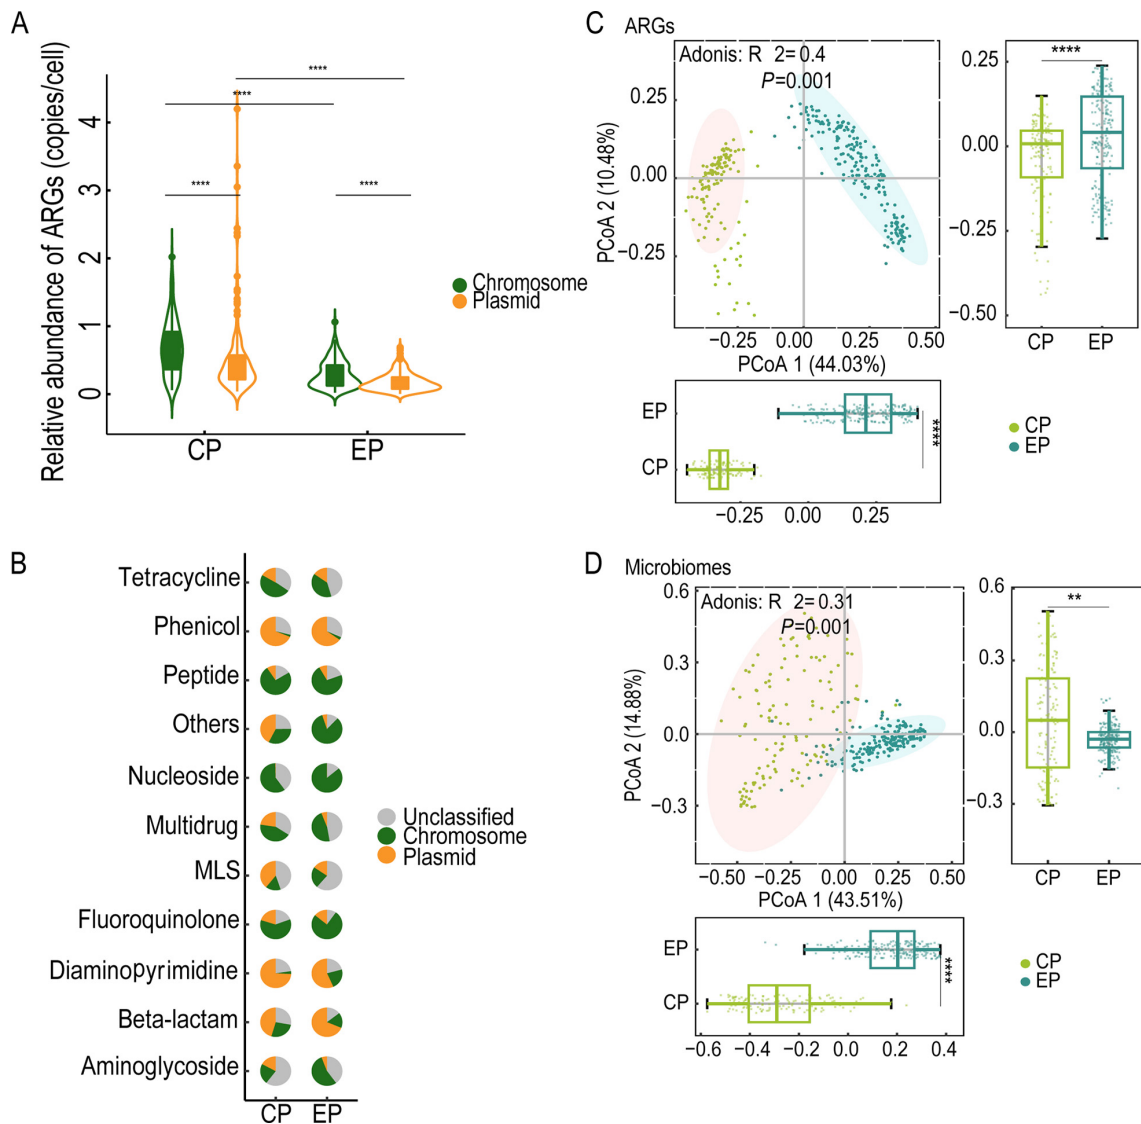 A
Relative abundance of ARGs (copies/cell)
4
3
2
1
0
****
****
****
****
CP
EP
Chromosome
Plasmid
B
Tetracycline
Phenicol
Peptide
Others
Nucleoside
Multidrug
MLS
Fluoroquinolone
Diaminopyrimidine
Beta-lactam
Aminoglycoside
CP
EP
Unclassified
Chromosome
Plasmid
C
ARGs
Adonis: R 2=0.4
P=0.001
PCoA 2 (10.48%)
0.25
0.00
−0.25
−0.25
0.00
0.25
0.50
PCoA 1 (44.03%)
****
0.25
0.00
−0.25
−0.50
CP
EP
EP
CP
****
−0.25
0.00
0.25
CP
EP
D
Microbiomes
Adonis: R 2=0.31
P=0.001
PCoA 2 (14.88%)
0.6
0.3
0.0
−0.3
−0.50
−0.25
0.00
0.25
0.50
PCoA 1 (43.51%)
**
0.6
0.3
0.0
−0.3
CP
EP
EP
CP
****
−0.6
−0.4
−0.2
0.0
0.2
0.4
CP
EP